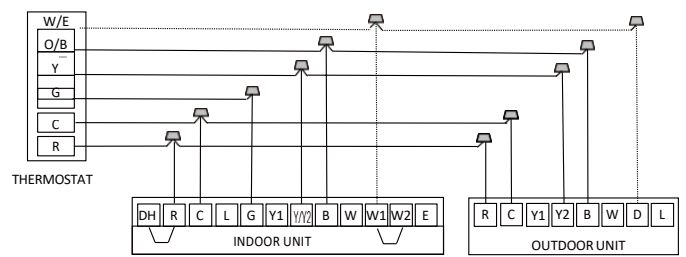 W/E
O/B
Y
G
C
R
THERMOSTAT
DH R C L G Y1 Y/Y2 B W W1 W2 E
INDOOR UNIT
R C Y1 Y2 B W D L
OUTDOOR UNIT